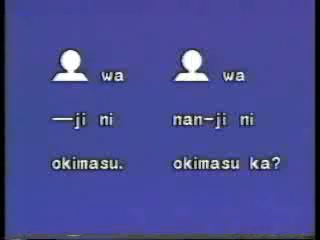 wa
—ji ni
okimasu.
wa
nan-ji ni
okimasu ka?